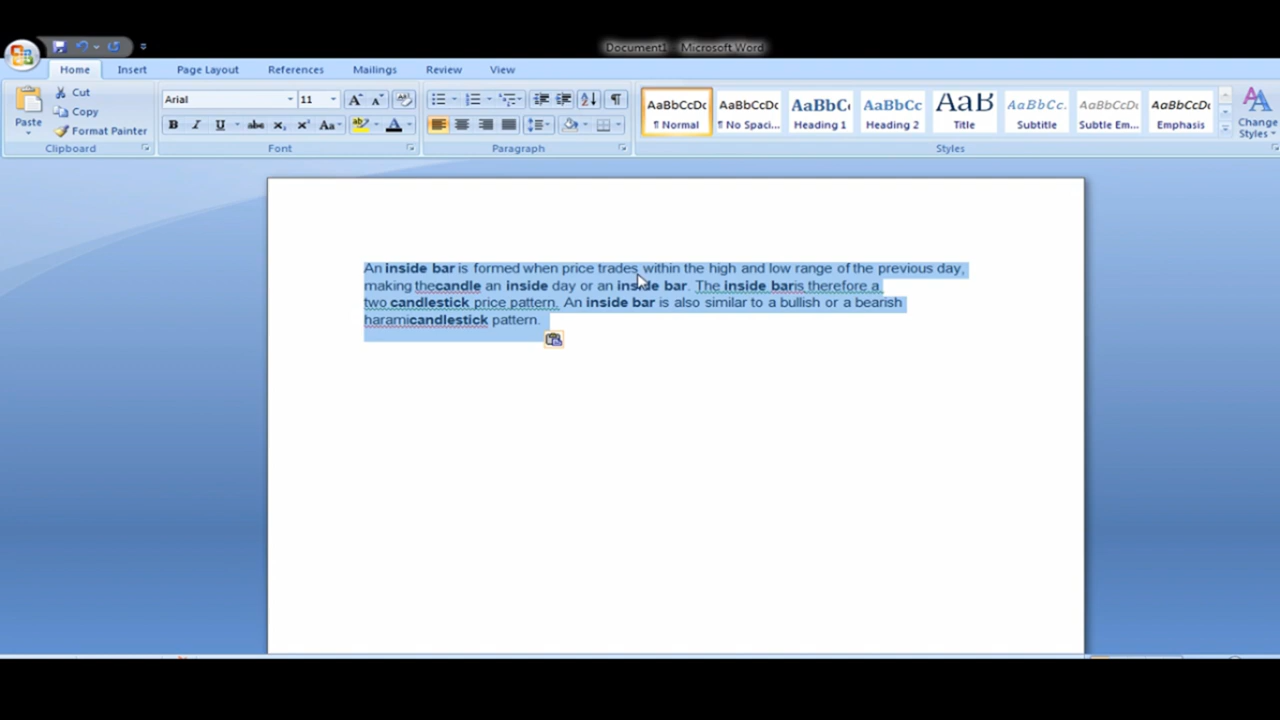 Document1 - Microsoft Word
Home Insert Page Layout References Mailings Review View
Paste
Cut
Copy
Format Painter
Clipboard
Arial 11
B I U abc x, x' Aa A
Font
Paragraph
AaBbCcDc AaBbCcDc AaBbC AaBbCc AaB AaBbCc. AaBbCcDc AaBbCcDc
¶ Normal ¶ No Spaci... Heading 1 Heading 2 Title Subtitle Subtle Em... Emphasis
Change
Styles
Styles
An inside bar is formed when price trades within the high and low range of the previous day,
making thecandle an inside day or an inside bar. The inside baris therefore a
two candlestick price pattern. An inside bar is also similar to a bullish or a bearish
haramicandlestick pattern.